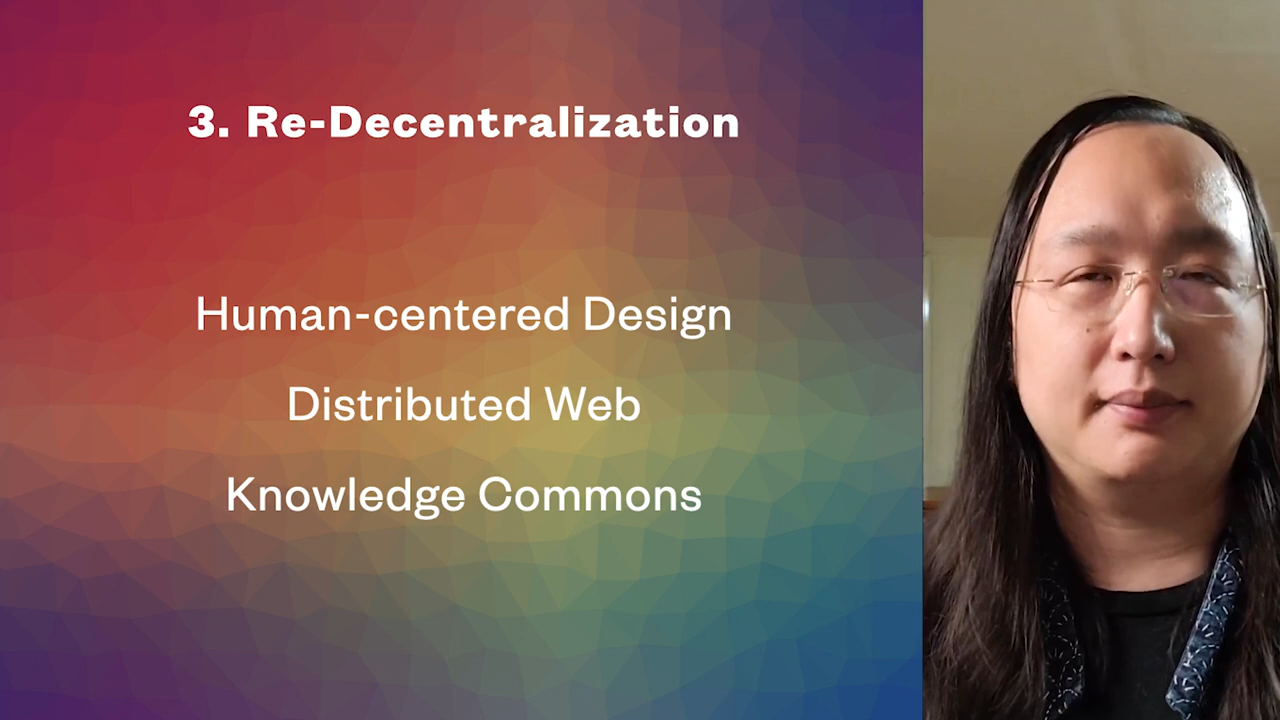 3. Re-Decentralization
Human-centered Design
Distributed Web
Knowledge Commons